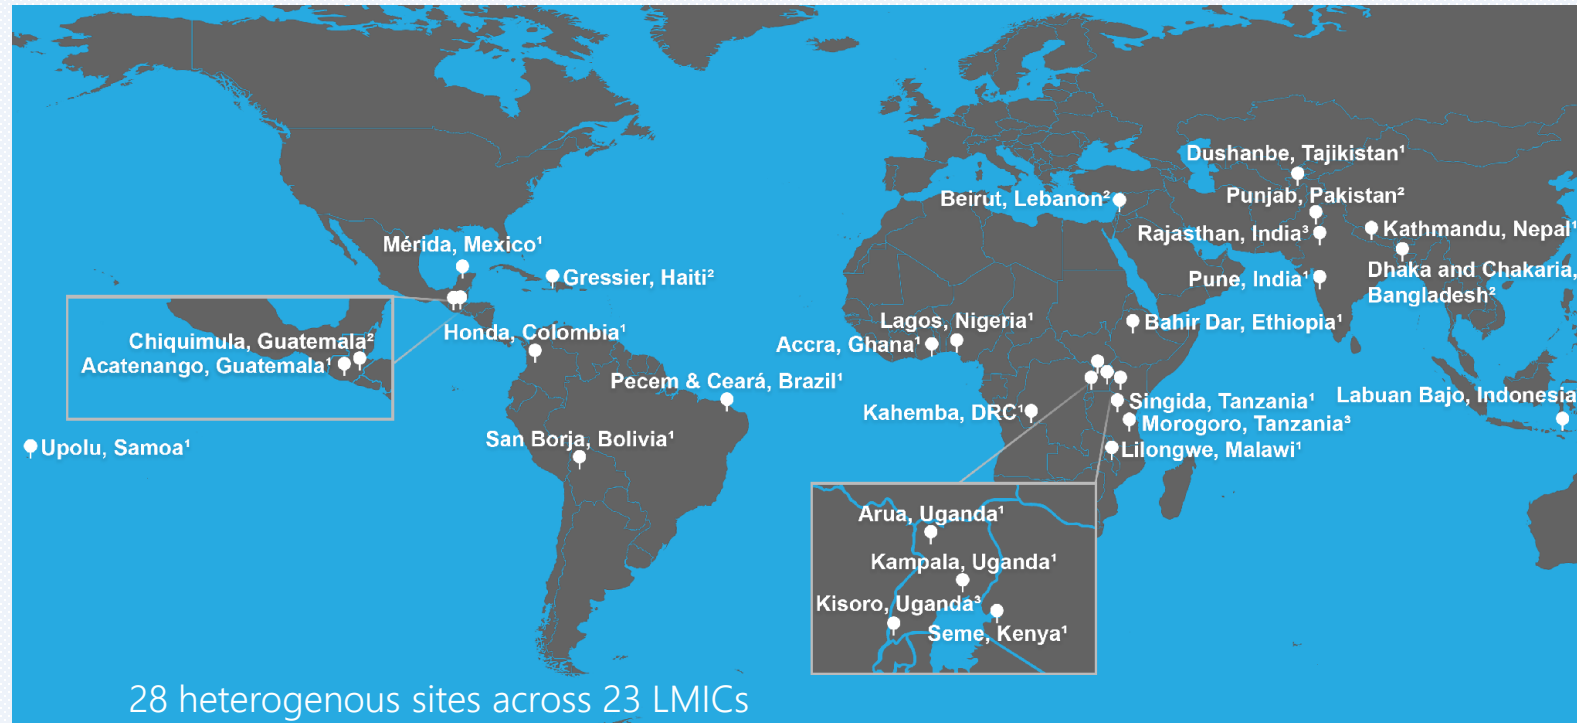 Dushanbe, Tajikistan¹
Punjab, Pakistan²
Beirut, Lebanon²
Rajasthan, India³
Kathmandu, Nepal¹
Mérida, Mexico¹
Gressier, Haiti²
Pune, India¹
Dhaka and Chakaria,
Bangladesh²
Lagos, Nigeria¹
Bahir Dar, Ethiopia¹
Honda, Colombia¹
Accra, Ghana¹
Chiquimula, Guatemala²
Acatenango, Guatemala¹
Pecem & Ceará, Brazil¹
Kahemba, DRC¹
Singida, Tanzania¹
Labuan Bajo, Indonesia
Morogoro, Tanzania³
San Borja, Bolivia¹
Upolu, Samoa¹
Lilongwe, Malawi¹
Arua, Uganda¹
Kampala, Uganda¹
Kisoro, Uganda³
Seme, Kenya¹
28 heterogenous sites across 23 LMICs